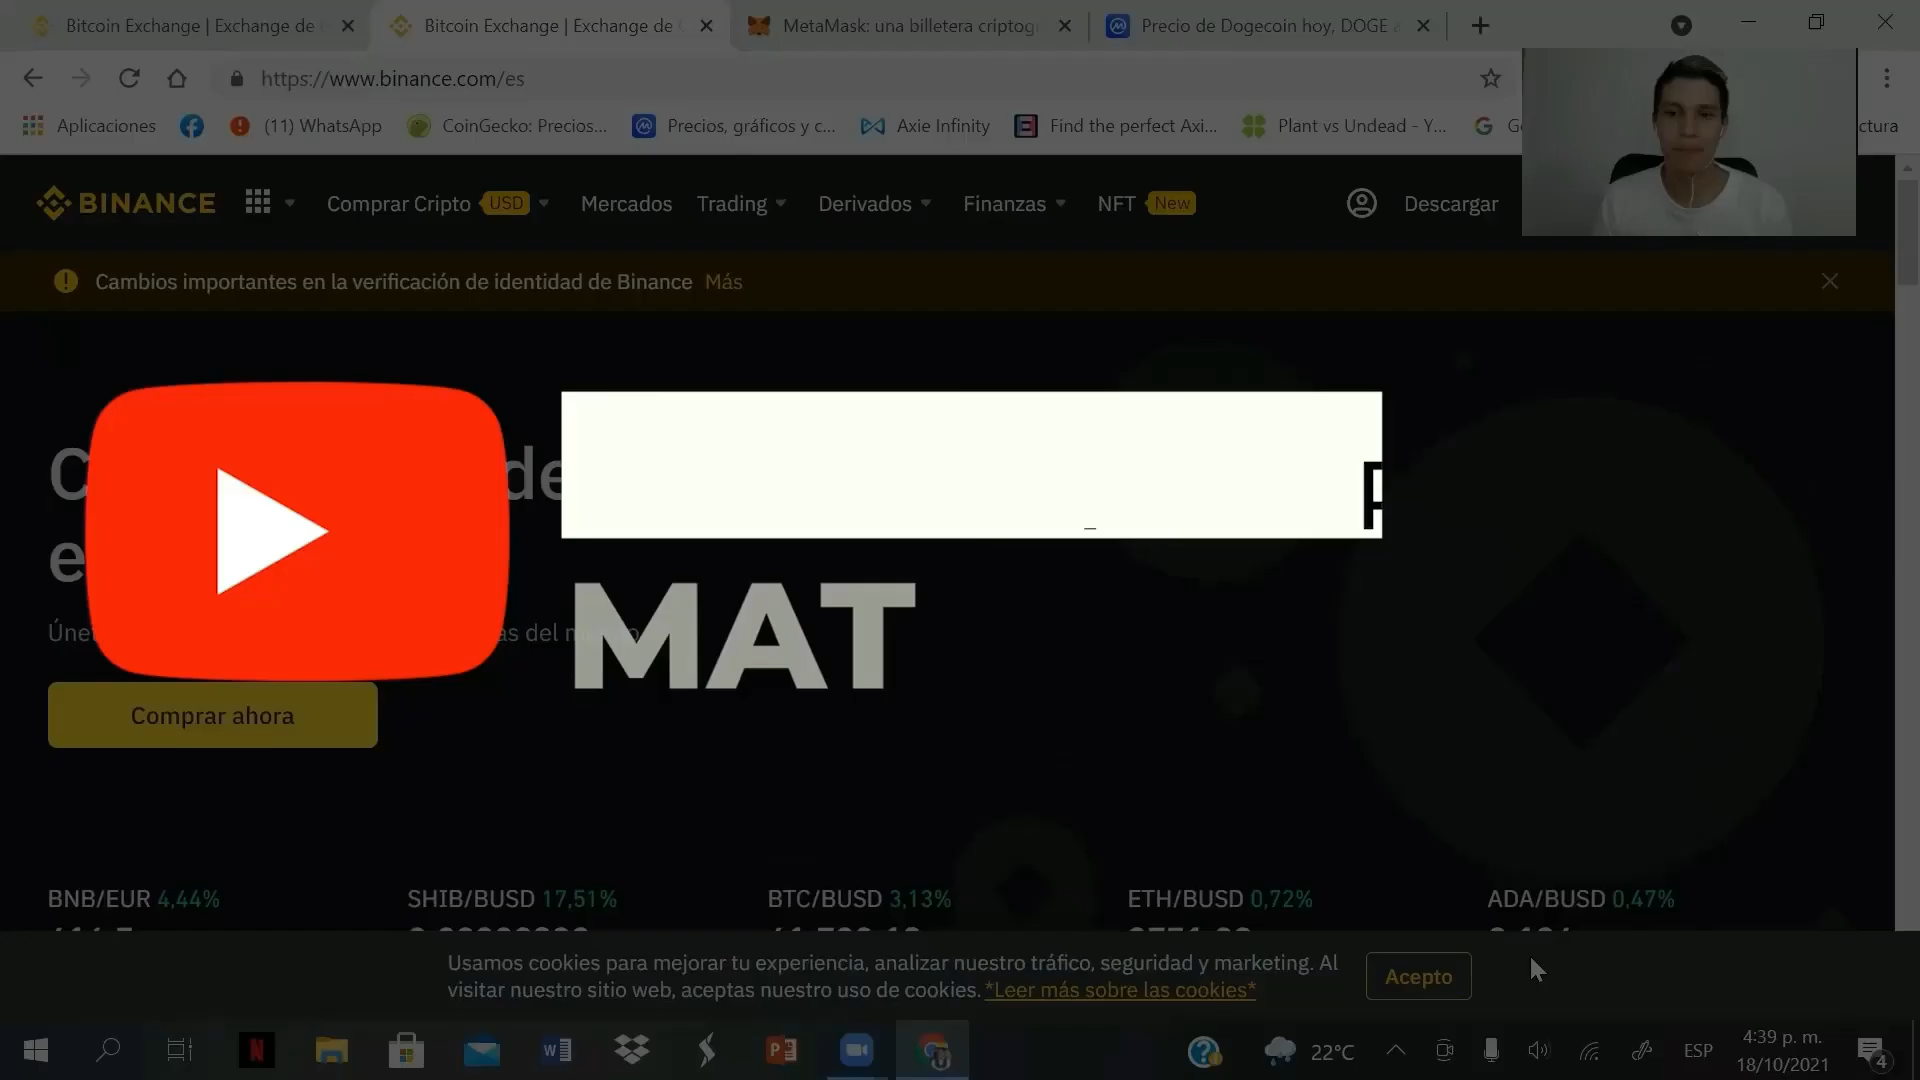 Bitcoin Exchange | Exchange de
Bitcoin Exchange | Exchange de
MetaMask: una billetera criptog
Precio de Dogecoin hoy, DOGE a
https://www.binance.com/es
Aplicaciones
(11) WhatsApp
CoinGecko: Precios...
Precios, gráficos y c...
Axie Infinity
Find the perfect Axi...
Plant vs Undead - Y...
ctura
BINANCE
Comprar Cripto USD
Mercados
Trading
Derivados
Finanzas
NFT New
Descargar
Cambios importantes en la verificación de identidad de Binance Más
C de
e
MAT
Úne as del m
Comprar ahora
BNB/EUR 4,44%
SHIB/BUSD 17,51%
BTC/BUSD 3,13%
ETH/BUSD 0,72%
ADA/BUSD 0,47%
Usamos cookies para mejorar tu experiencia, analizar nuestro tráfico, seguridad y marketing. Al
visitar nuestro sitio web, aceptas nuestro uso de cookies. *Leer más sobre las cookies*
Acepto
22°C
ESP
4:39 p. m.
18/10/2021
4